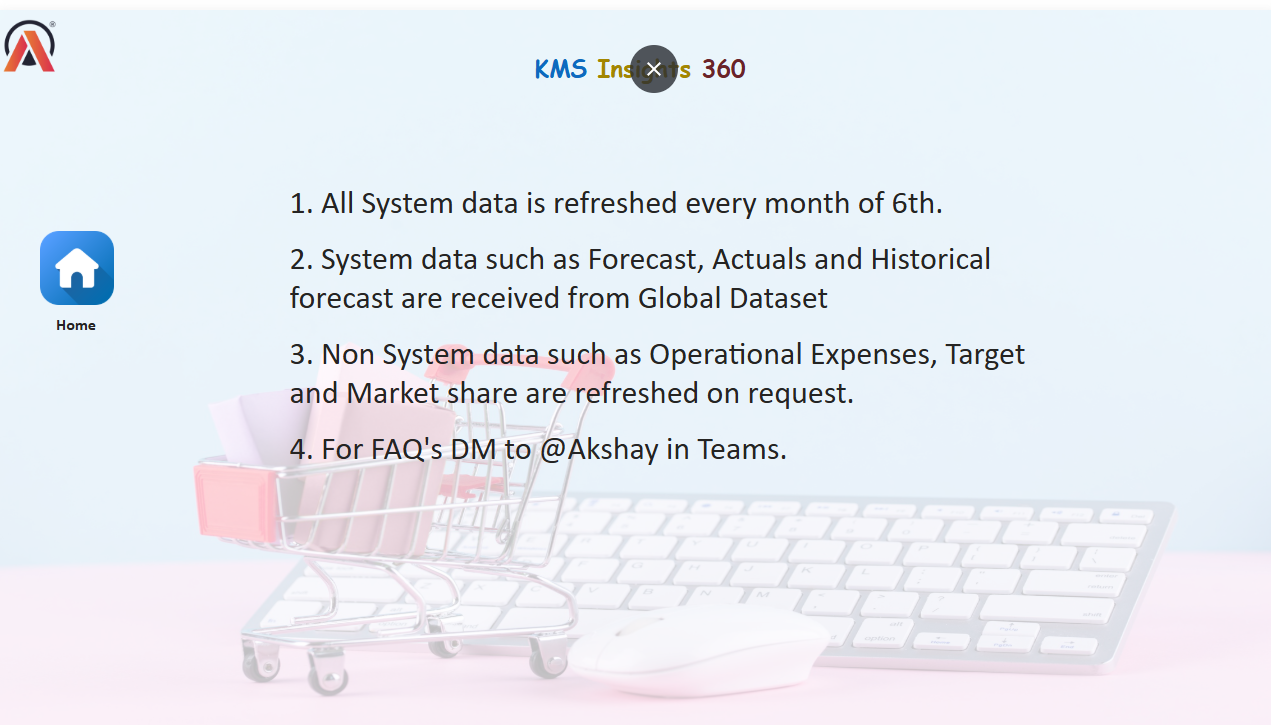 KMS Insights 360
1. All System data is refreshed every month of 6th.
2. System data such as Forecast, Actuals and Historical
forecast are received from Global Dataset
Home
3. Non System data such as Operational Expenses, Target
and Market share are refreshed on request.
4. For FAQ's DM to @Akshay in Teams.